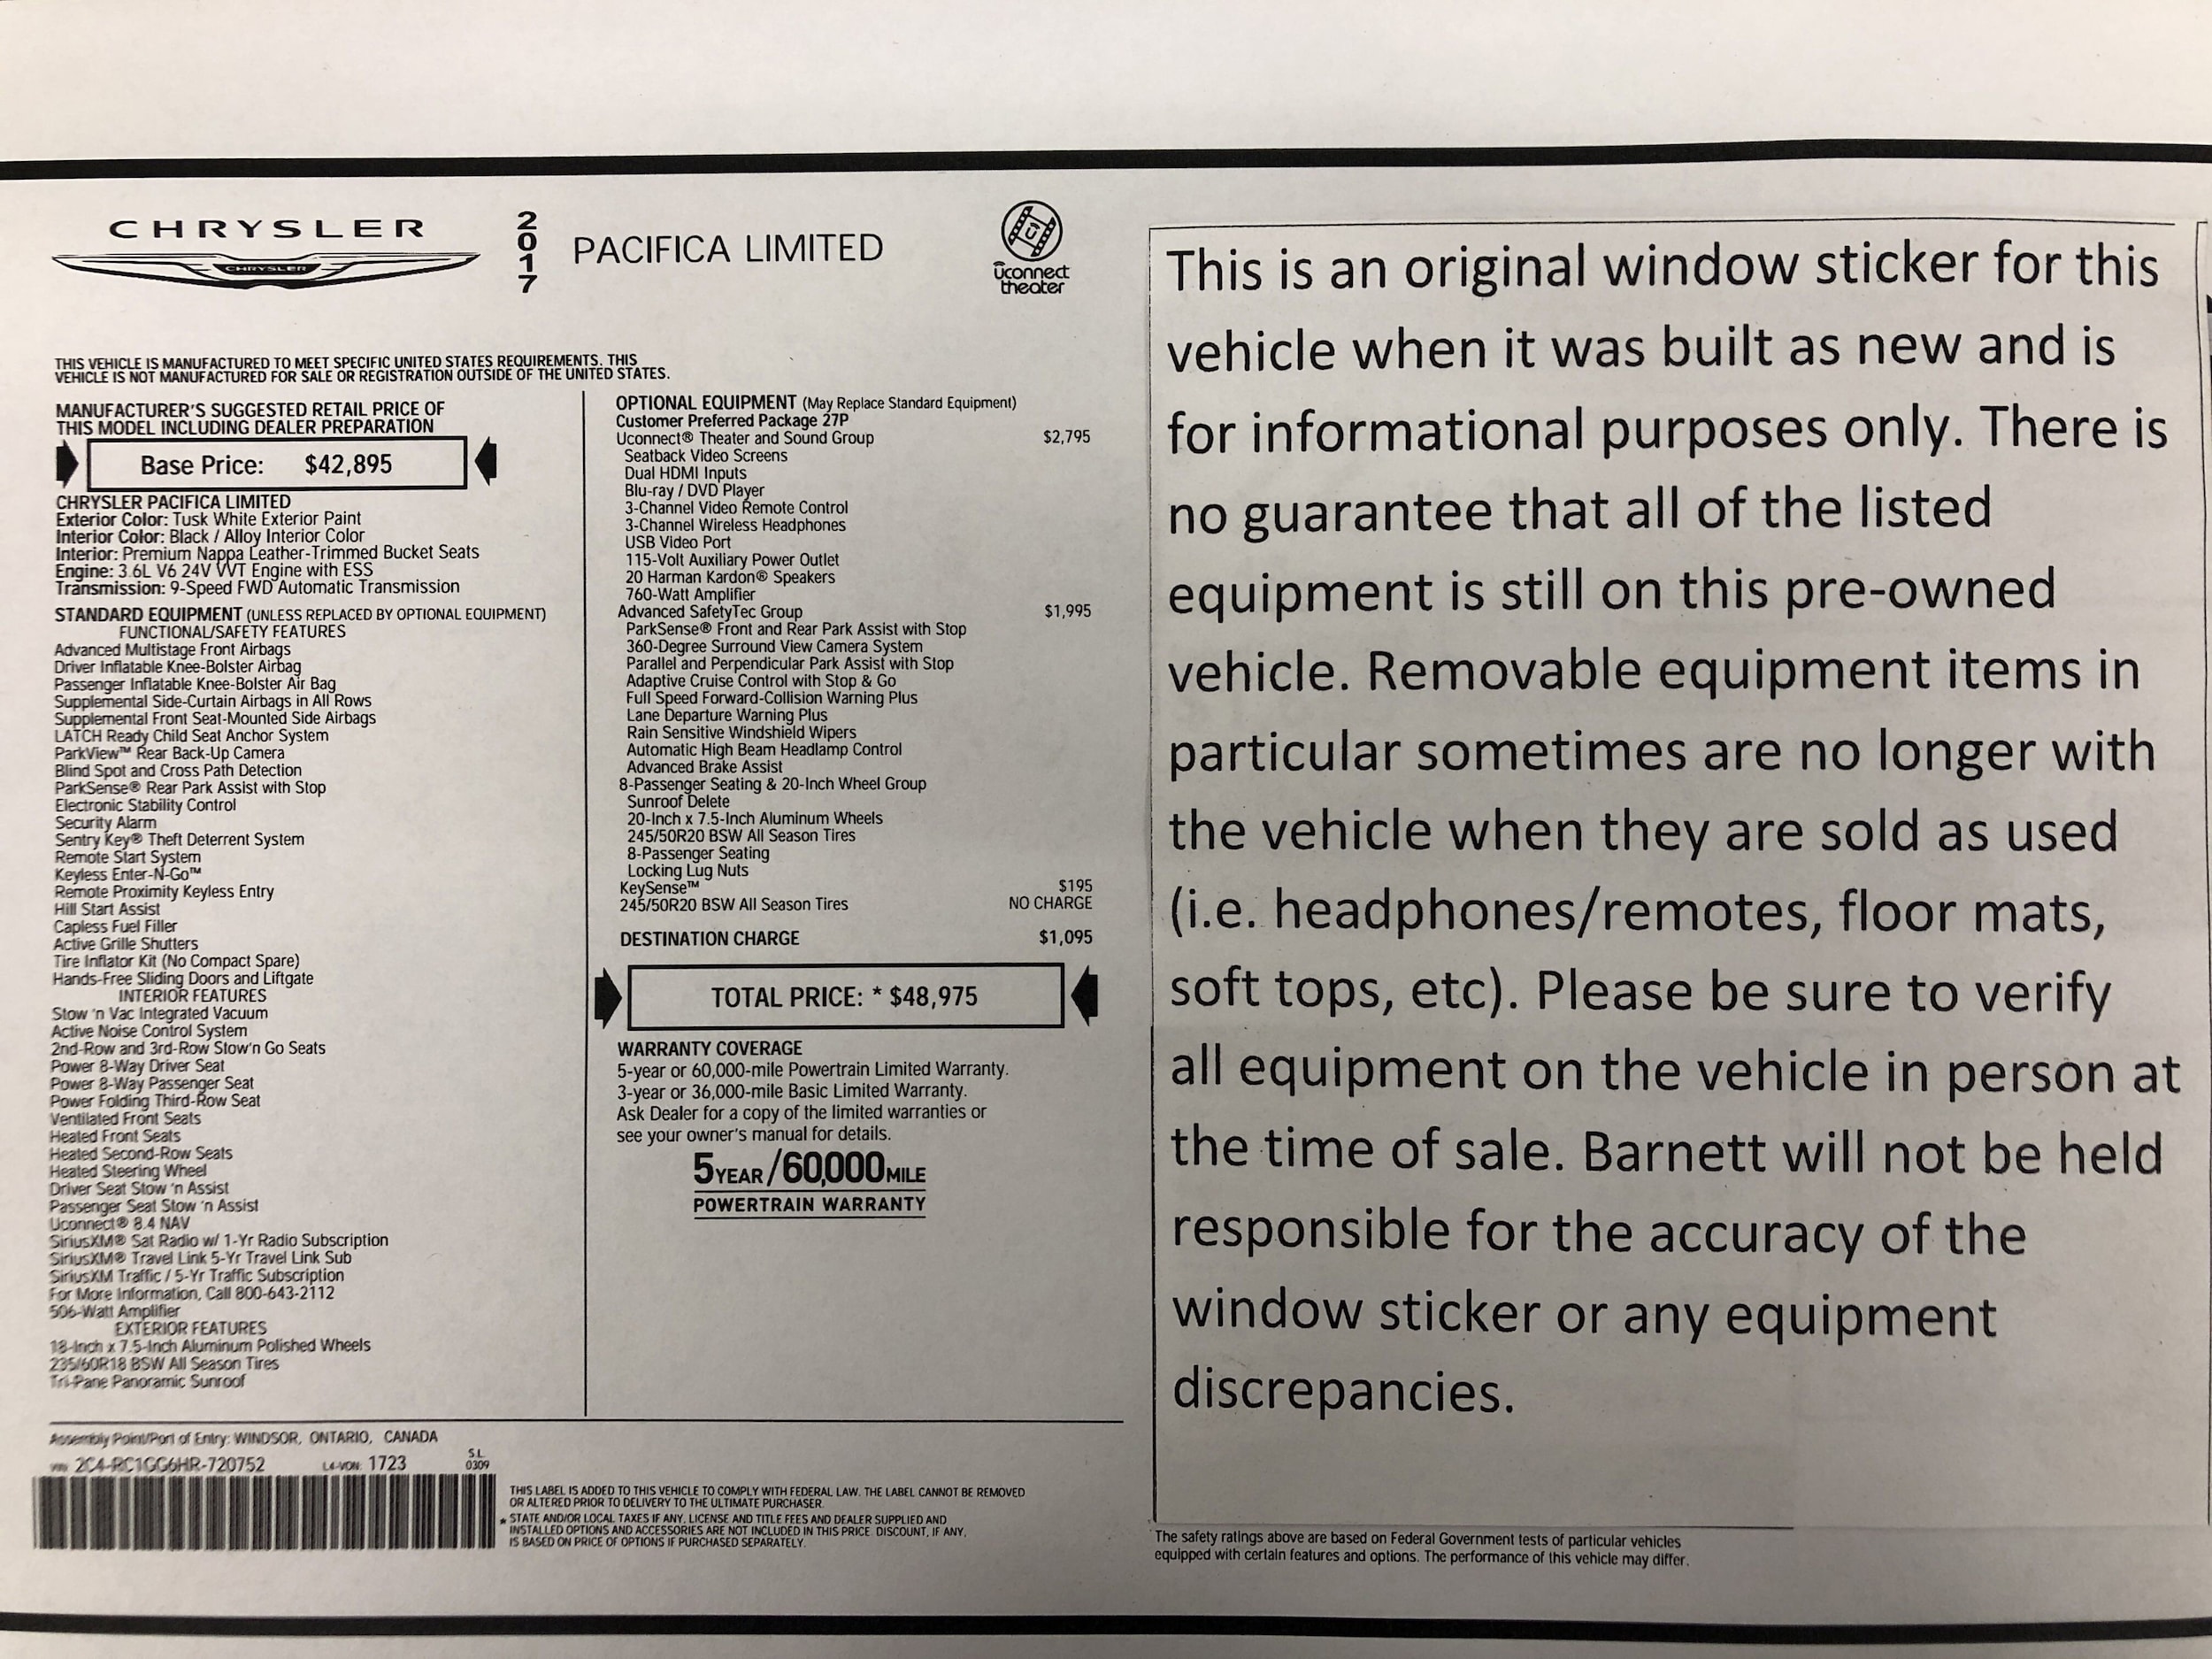 CHRYSLER
CHRYSLER
2017
PACIFICA LIMITED
uconnect
theater
THIS VEHICLE IS MANUFACTURED TO MEET SPECIFIC UNITED STATES REQUIREMENTS. THIS
VEHICLE IS NOT MANUFACTURED FOR SALE OR REGISTRATION OUTSIDE OF THE UNITED STATES.
MANUFACTURER'S SUGGESTED RETAIL PRICE OF
THIS MODEL INCLUDING DEALER PREPARATION
Base Price: $42,895
CHRYSLER PACIFICA LIMITED
Exterior Color: Tusk White Exterior Paint
Interior Color: Black / Alloy Interior Color
Interior: Premium Nappa Leather-Trimmed Bucket Seats
Engine: 3.6L V6 24V VVT Engine with ESS
Transmission: 9-Speed FWD Automatic Transmission
STANDARD EQUIPMENT (UNLESS REPLACED BY OPTIONAL EQUIPMENT)
FUNCTIONAL/SAFETY FEATURES
Advanced Multistage Front Airbags
Driver Inflatable Knee-Bolster Airbag
Passenger Inflatable Knee-Bolster Air Bag
Supplemental Side-Curtain Airbags in All Rows
Supplemental Front Seat-Mounted Side Airbags
LATCH Ready Child Seat Anchor System
ParkView™ Rear Back-Up Camera
Blind Spot and Cross Path Detection
ParkSense® Rear Park Assist with Stop
Electronic Stability Control
Security Alarm
Sentry Key® Theft Deterrent System
Remote Start System
Keyless Enter-N-Go™
Remote Proximity Keyless Entry
Hill Start Assist
Capless Fuel Filler
Active Grille Shutters
Tire Inflator Kit (No Compact Spare)
Hands-Free Sliding Doors and Liftgate
INTERIOR FEATURES
Stow 'n Vac Integrated Vacuum
Active Noise Control System
2nd-Row and 3rd-Row Stow'n Go Seats
Power 8-Way Driver Seat
Power 8-Way Passenger Seat
Power Folding Third-Row Seat
Ventilated Front Seats
Heated Front Seats
Heated Second-Row Seats
Heated Steering Wheel
Driver Seat Stow 'n Assist
Passenger Seat Stow 'n Assist
Uconnect® 8.4 NAV
SiriusXM® Sat Radio w/ 1-Yr Radio Subscription
SiriusXM® Travel Link 5-Yr Travel Link Sub
SiriusXM Traffic / 5-Yr Traffic Subscription
For More Information, Call 800-643-2112
506-Watt Amplifier
EXTERIOR FEATURES
18-Inch x 7.5-Inch Aluminum Polished Wheels
235/60R18 BSW All Season Tires
Tri-Pane Panoramic Sunroof
OPTIONAL EQUIPMENT (May Replace Standard Equipment)
Customer Preferred Package 27P
Uconnect® Theater and Sound Group $2,795
Seatback Video Screens
Dual HDMI Inputs
Blu-ray / DVD Player
3-Channel Video Remote Control
3-Channel Wireless Headphones
USB Video Port
115-Volt Auxiliary Power Outlet
20 Harman Kardon® Speakers
760-Watt Amplifier
Advanced SafetyTec Group $1,995
ParkSense® Front and Rear Park Assist with Stop
360-Degree Surround View Camera System
Parallel and Perpendicular Park Assist with Stop
Adaptive Cruise Control with Stop & Go
Full Speed Forward-Collision Warning Plus
Lane Departure Warning Plus
Rain Sensitive Windshield Wipers
Automatic High Beam Headlamp Control
Advanced Brake Assist
8-Passenger Seating & 20-Inch Wheel Group
Sunroof Delete
20-Inch x 7.5-Inch Aluminum Wheels
245/50R20 BSW All Season Tires
8-Passenger Seating
Locking Lug Nuts
KeySense™ $195
245/50R20 BSW All Season Tires NO CHARGE
DESTINATION CHARGE $1,095
TOTAL PRICE: * $48,975
WARRANTY COVERAGE
5-year or 60,000-mile Powertrain Limited Warranty.
3-year or 36,000-mile Basic Limited Warranty.
Ask Dealer for a copy of the limited warranties or
see your owner's manual for details.
5YEAR/60,000MILE
POWERTRAIN WARRANTY
Assembly Point/Port of Entry: WINDSOR, ONTARIO, CANADA
VIN: 2C4-RC1GG6HR-720752 L4-VON: 1723
S L
0309
THIS LABEL IS ADDED TO THIS VEHICLE TO COMPLY WITH FEDERAL LAW. THE LABEL CANNOT BE REMOVED
OR ALTERED PRIOR TO DELIVERY TO THE ULTIMATE PURCHASER.
* STATE AND/OR LOCAL TAXES IF ANY, LICENSE AND TITLE FEES AND DEALER SUPPLIED AND
INSTALLED OPTIONS AND ACCESSORIES ARE NOT INCLUDED IN THIS PRICE. DISCOUNT, IF ANY,
IS BASED ON PRICE OF OPTIONS IF PURCHASED SEPARATELY.
This is an original window sticker for this
vehicle when it was built as new and is
for informational purposes only. There is
no guarantee that all of the listed
equipment is still on this pre-owned
vehicle. Removable equipment items in
particular sometimes are no longer with
the vehicle when they are sold as used
(i.e. headphones/remotes, floor mats,
soft tops, etc). Please be sure to verify
all equipment on the vehicle in person at
the time of sale. Barnett will not be held
responsible for the accuracy of the
window sticker or any equipment
discrepancies.
The safety ratings above are based on Federal Government tests of particular vehicles
equipped with certain features and options. The performance of this vehicle may differ.